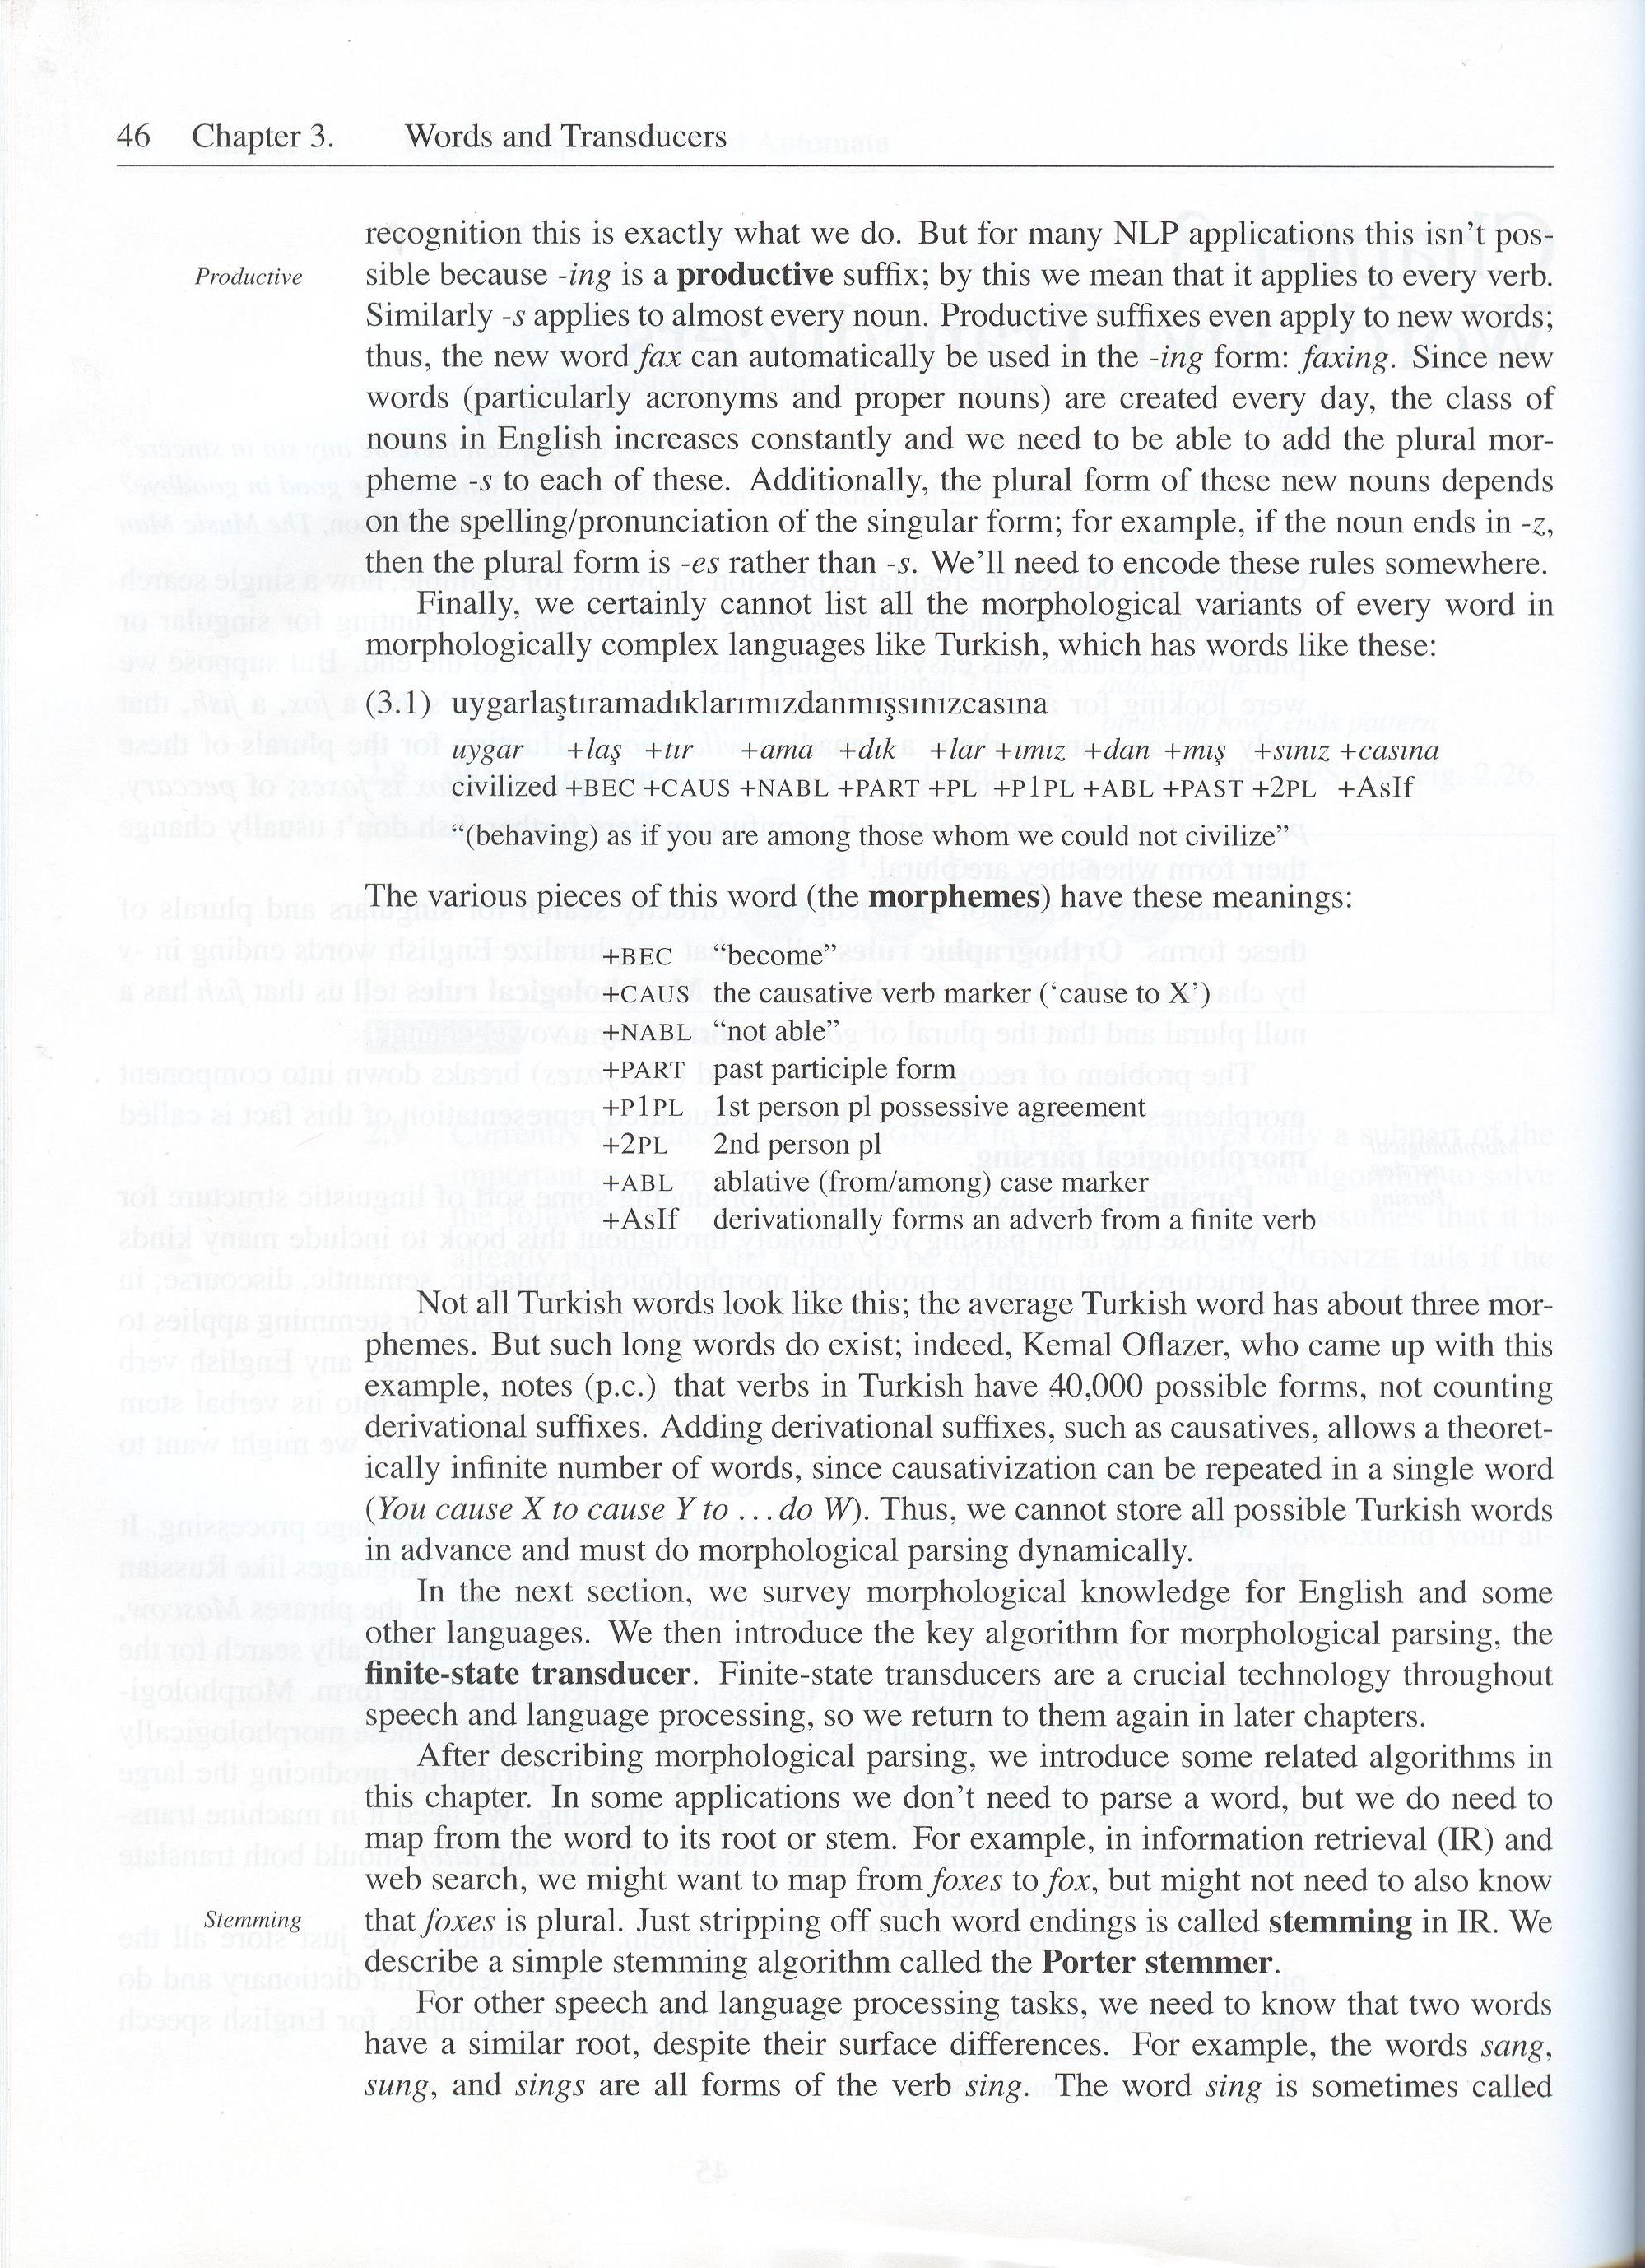 46 Chapter 3. Words and Transducers
recognition this is exactly what we do. But for many NLP applications this isn't pos-
Productive
sible because -ing is a productive suffix; by this we mean that it applies to every verb.
Similarly -s applies to almost every noun. Productive suffixes even apply to new words;
thus, the new word fax can automatically be used in the -ing form: faxing. Since new
words (particularly acronyms and proper nouns) are created every day, the class of
nouns in English increases constantly and we need to be able to add the plural mor-
pheme -s to each of these. Additionally, the plural form of these new nouns depends
on the spelling/pronunciation of the singular form; for example, if the noun ends in -z,
then the plural form is -es rather than -s. We'll need to encode these rules somewhere.
Finally, we certainly cannot list all the morphological variants of every word in
morphologically complex languages like Turkish, which has words like these:
(3.1) uygarlaştıramadıklarımızdanmışsınızcasına
uygar +laş +tır +ama +dık +lar +ımız +dan +mış +sınız +casına
civilized +BEC +CAUS +NABL +PART +PL +P1PL +ABL +PAST +2PL +AsIf
“(behaving) as if you are among those whom we could not civilize”
The various pieces of this word (the morphemes) have these meanings:
+BEC “become”
+CAUS the causative verb marker (‘cause to X’)
+NABL “not able”
+PART past participle form
+P1PL 1st person pl possessive agreement
+2PL 2nd person pl
+ABL ablative (from/among) case marker
+AsIf derivationally forms an adverb from a finite verb
Not all Turkish words look like this; the average Turkish word has about three mor-
phemes. But such long words do exist; indeed, Kemal Oflazer, who came up with this
example, notes (p.c.) that verbs in Turkish have 40,000 possible forms, not counting
derivational suffixes. Adding derivational suffixes, such as causatives, allows a theoret-
ically infinite number of words, since causativization can be repeated in a single word
(You cause X to cause Y to ... do W). Thus, we cannot store all possible Turkish words
in advance and must do morphological parsing dynamically.
In the next section, we survey morphological knowledge for English and some
other languages. We then introduce the key algorithm for morphological parsing, the
finite-state transducer. Finite-state transducers are a crucial technology throughout
speech and language processing, so we return to them again in later chapters.
After describing morphological parsing, we introduce some related algorithms in
this chapter. In some applications we don't need to parse a word, but we do need to
map from the word to its root or stem. For example, in information retrieval (IR) and
web search, we might want to map from foxes to fox, but might not need to also know
Stemming
that foxes is plural. Just stripping off such word endings is called stemming in IR. We
describe a simple stemming algorithm called the Porter stemmer.
For other speech and language processing tasks, we need to know that two words
have a similar root, despite their surface differences. For example, the words sang,
sung, and sings are all forms of the verb sing. The word sing is sometimes called